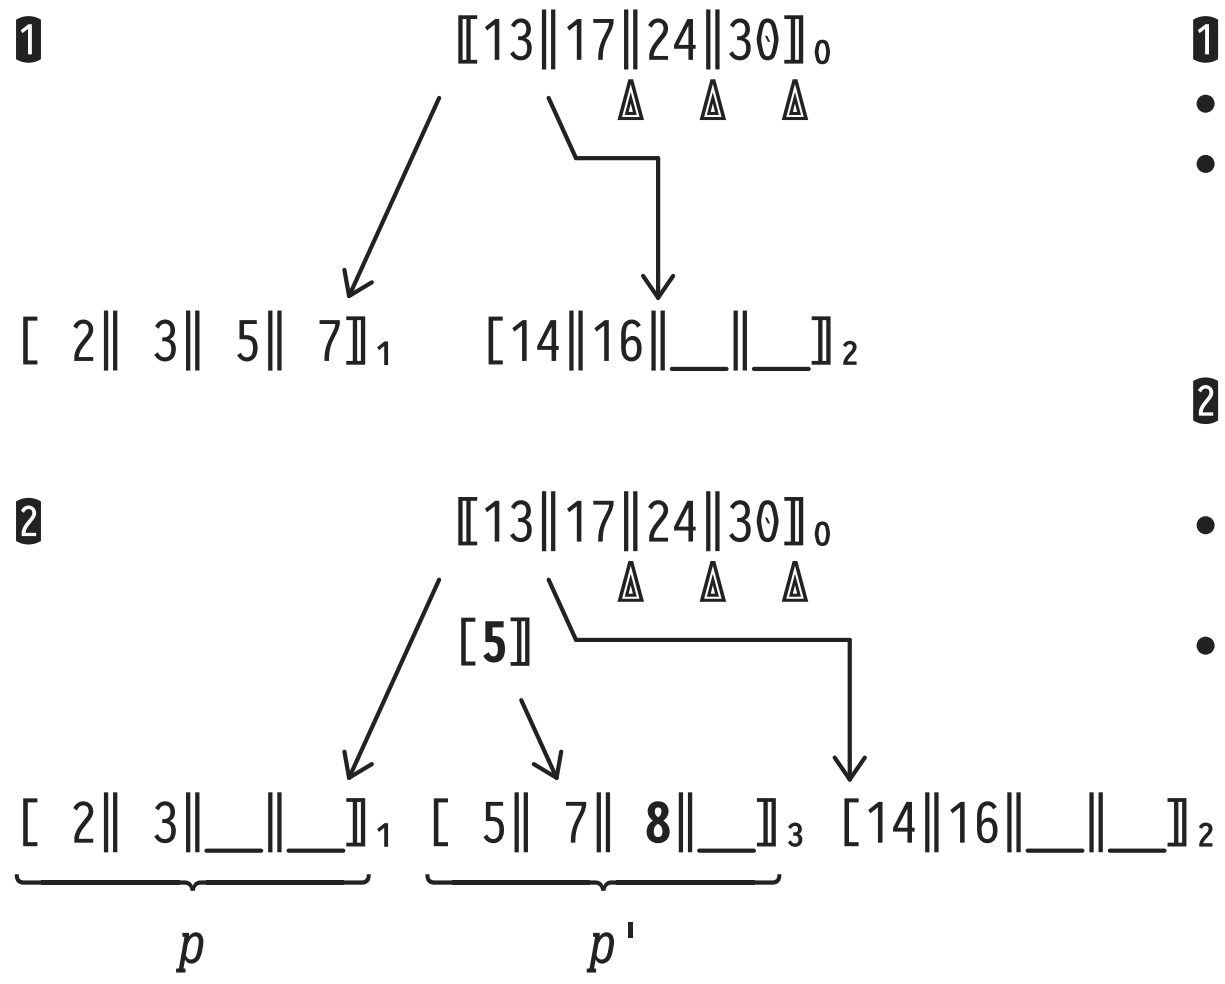 1 ⟦13‖17‖24‖30⟧₀ 1
•
•
[ 2‖ 3‖ 5‖ 7⟧₁ [14‖16‖__‖__⟧₂
2
2 ⟦13‖17‖24‖30⟧₀
•
[5⟧
•
[ 2‖ 3‖__‖__⟧₁ [ 5‖ 7‖ 8‖__⟧₃ [14‖16‖__‖__⟧₂
p p'